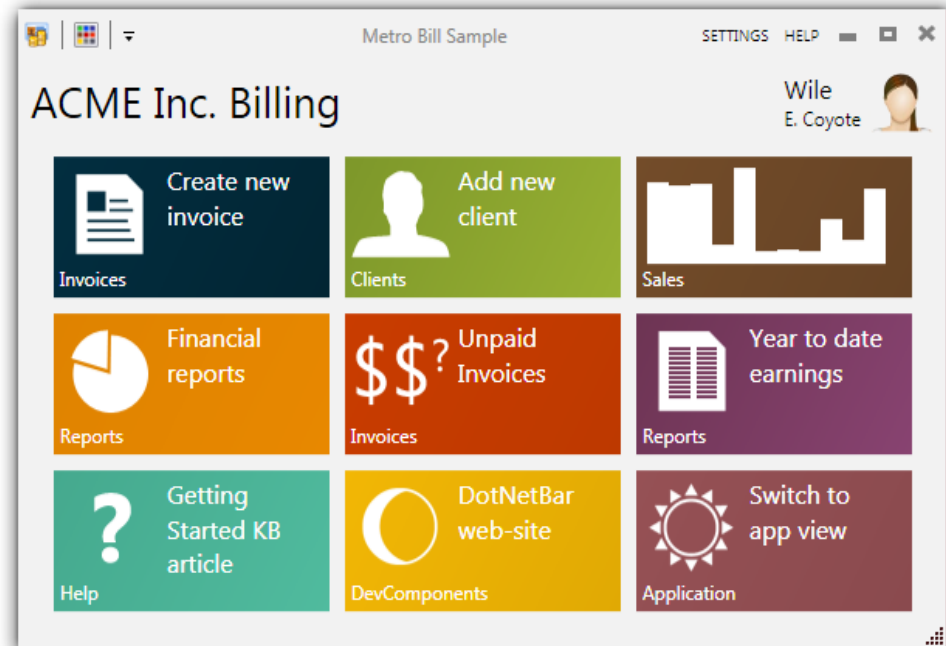 Metro Bill Sample
SETTINGS HELP
ACME Inc. Billing
Wile
E. Coyote
Create new
invoice
Invoices
Add new
client
Clients
Sales
Financial
reports
Reports
$$?
Unpaid
Invoices
Invoices
Year to date
earnings
Reports
?
Getting
Started KB
article
Help
DotNetBar
web-site
DevComponents
Switch to
app view
Application